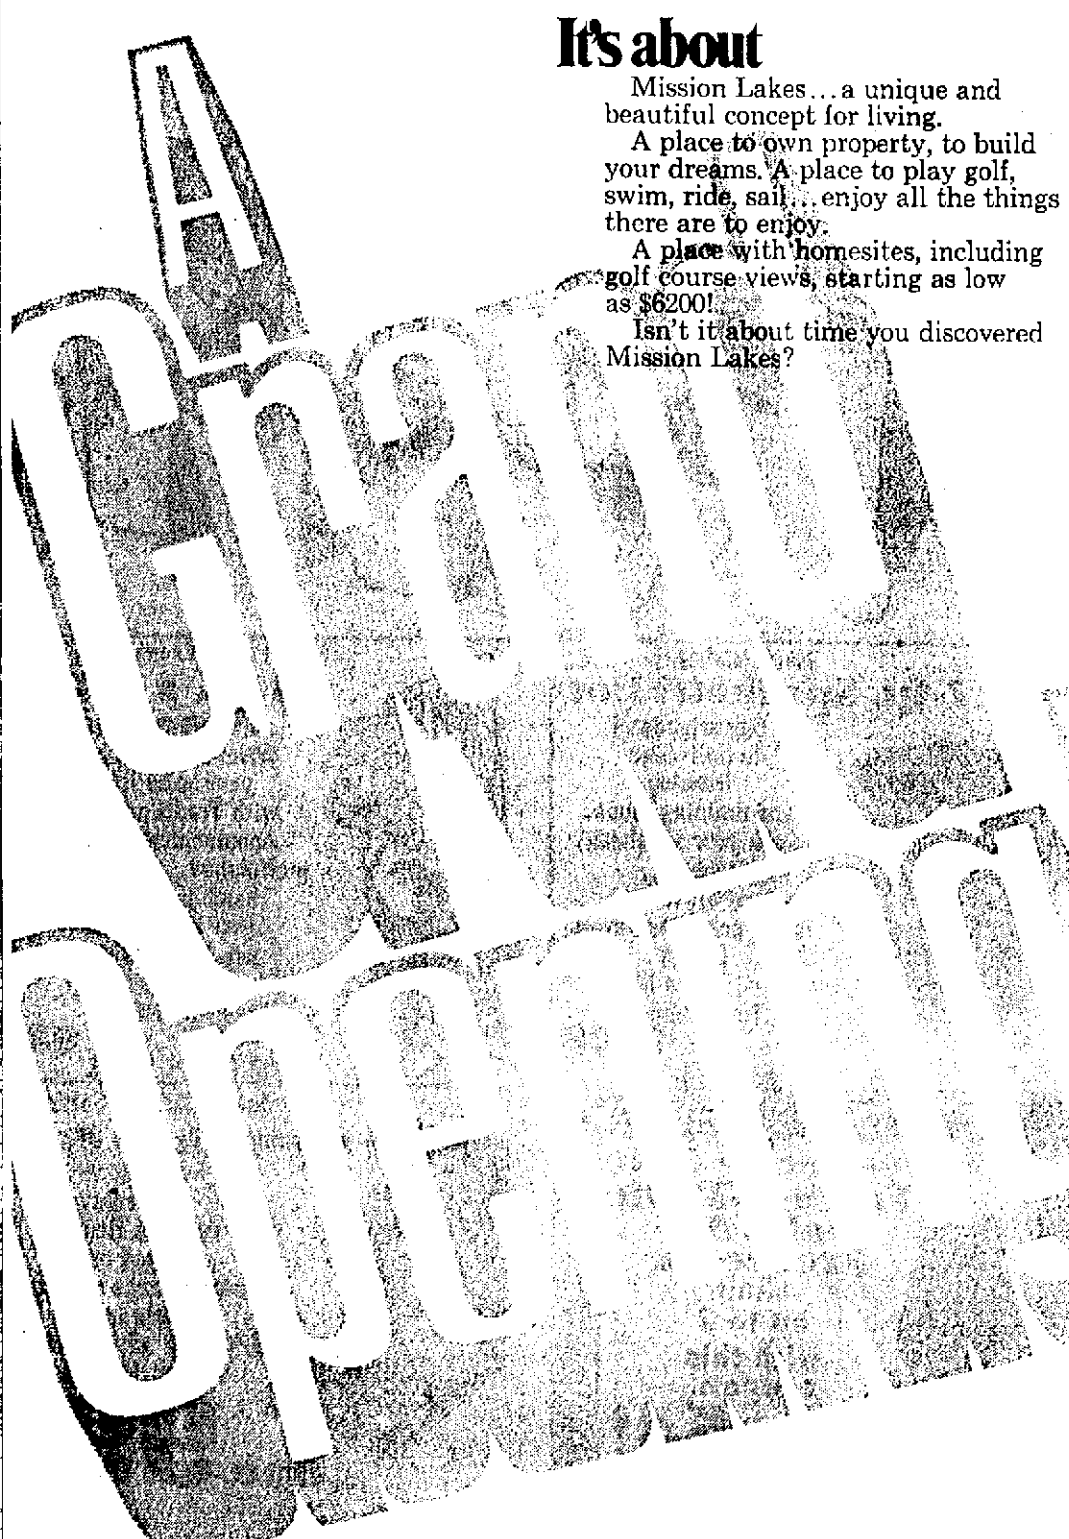 It's about
Mission Lakes...a unique and
beautiful concept for living.
A place to own property, to build
your dreams. A place to play golf,
swim, ride, sail...enjoy all the things
there are to enjoy.
A place with homesites, including
golf course views, starting as low
as $6200!
Isn't it about time you discovered
Mission Lakes?
A
Grand
Opening